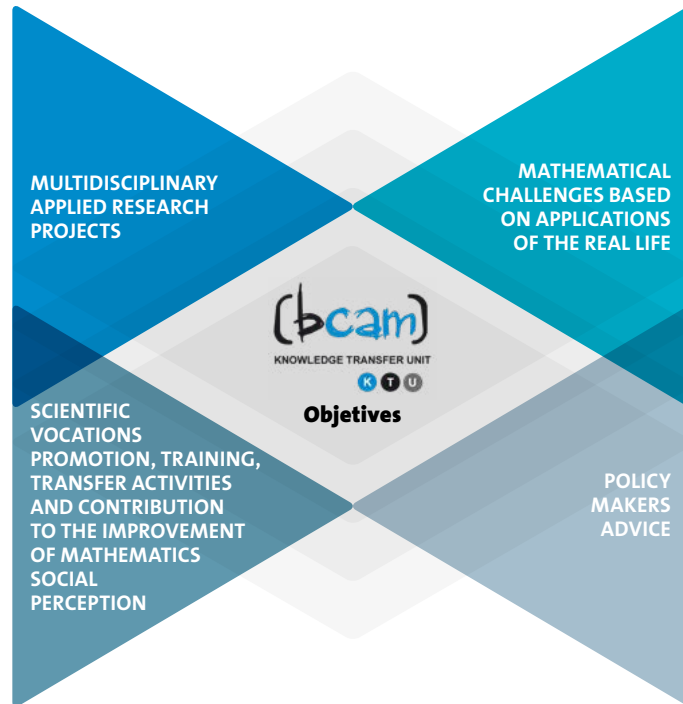 MULTIDISCIPLINARY
APPLIED RESEARCH
PROJECTS
MATHEMATICAL
CHALLENGES BASED
ON APPLICATIONS
OF THE REAL LIFE
(bcam)
KNOWLEDGE TRANSFER UNIT
K T U
Objetives
SCIENTIFIC
VOCATIONS
PROMOTION, TRAINING,
TRANSFER ACTIVITIES
AND CONTRIBUTION
TO THE IMPROVEMENT
OF MATHEMATICS
SOCIAL
PERCEPTION
POLICY
MAKERS
ADVICE